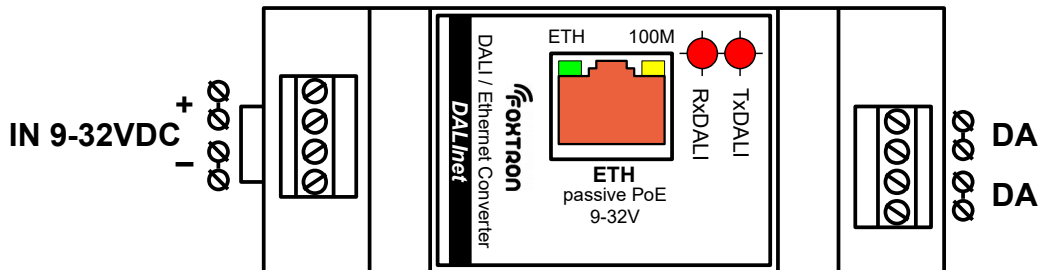 IN 9-32VDC
+
–
DALI / Ethernet Converter
DALInet
FOXTRON
ETH
100M
RxDALI
TxDALI
ETH
passive PoE
9-32V
DA
DA